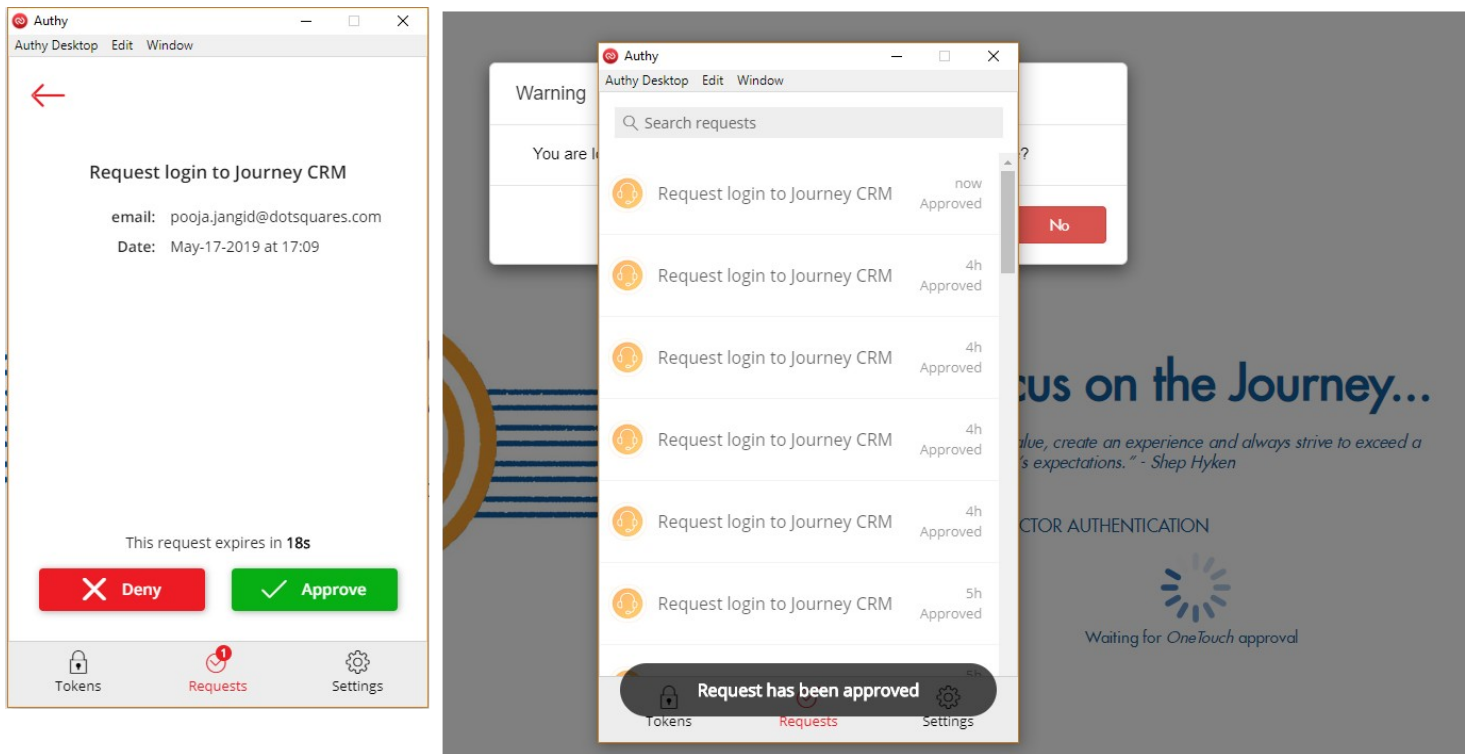 Authy
Authy Desktop Edit Window
Request login to Journey CRM
email: pooja.jangid@dotsquares.com
Date: May-17-2019 at 17:09
This request expires in 18s
Deny
Approve
1
Tokens Requests Settings
Warning
You are
?
No
Authy
Authy Desktop Edit Window
Search requests
Request login to Journey CRM
now
Approved
Request login to Journey CRM
4h
Approved
Request login to Journey CRM
4h
Approved
Request login to Journey CRM
4h
Approved
Request login to Journey CRM
4h
Approved
Request login to Journey CRM
5h
Approved
Request has been approved
Tokens Requests Settings
cus on the Journey...
alue, create an experience and always strive to exceed a
's expectations." - Shep Hyken
CTOR AUTHENTICATION
Waiting for OneTouch approval